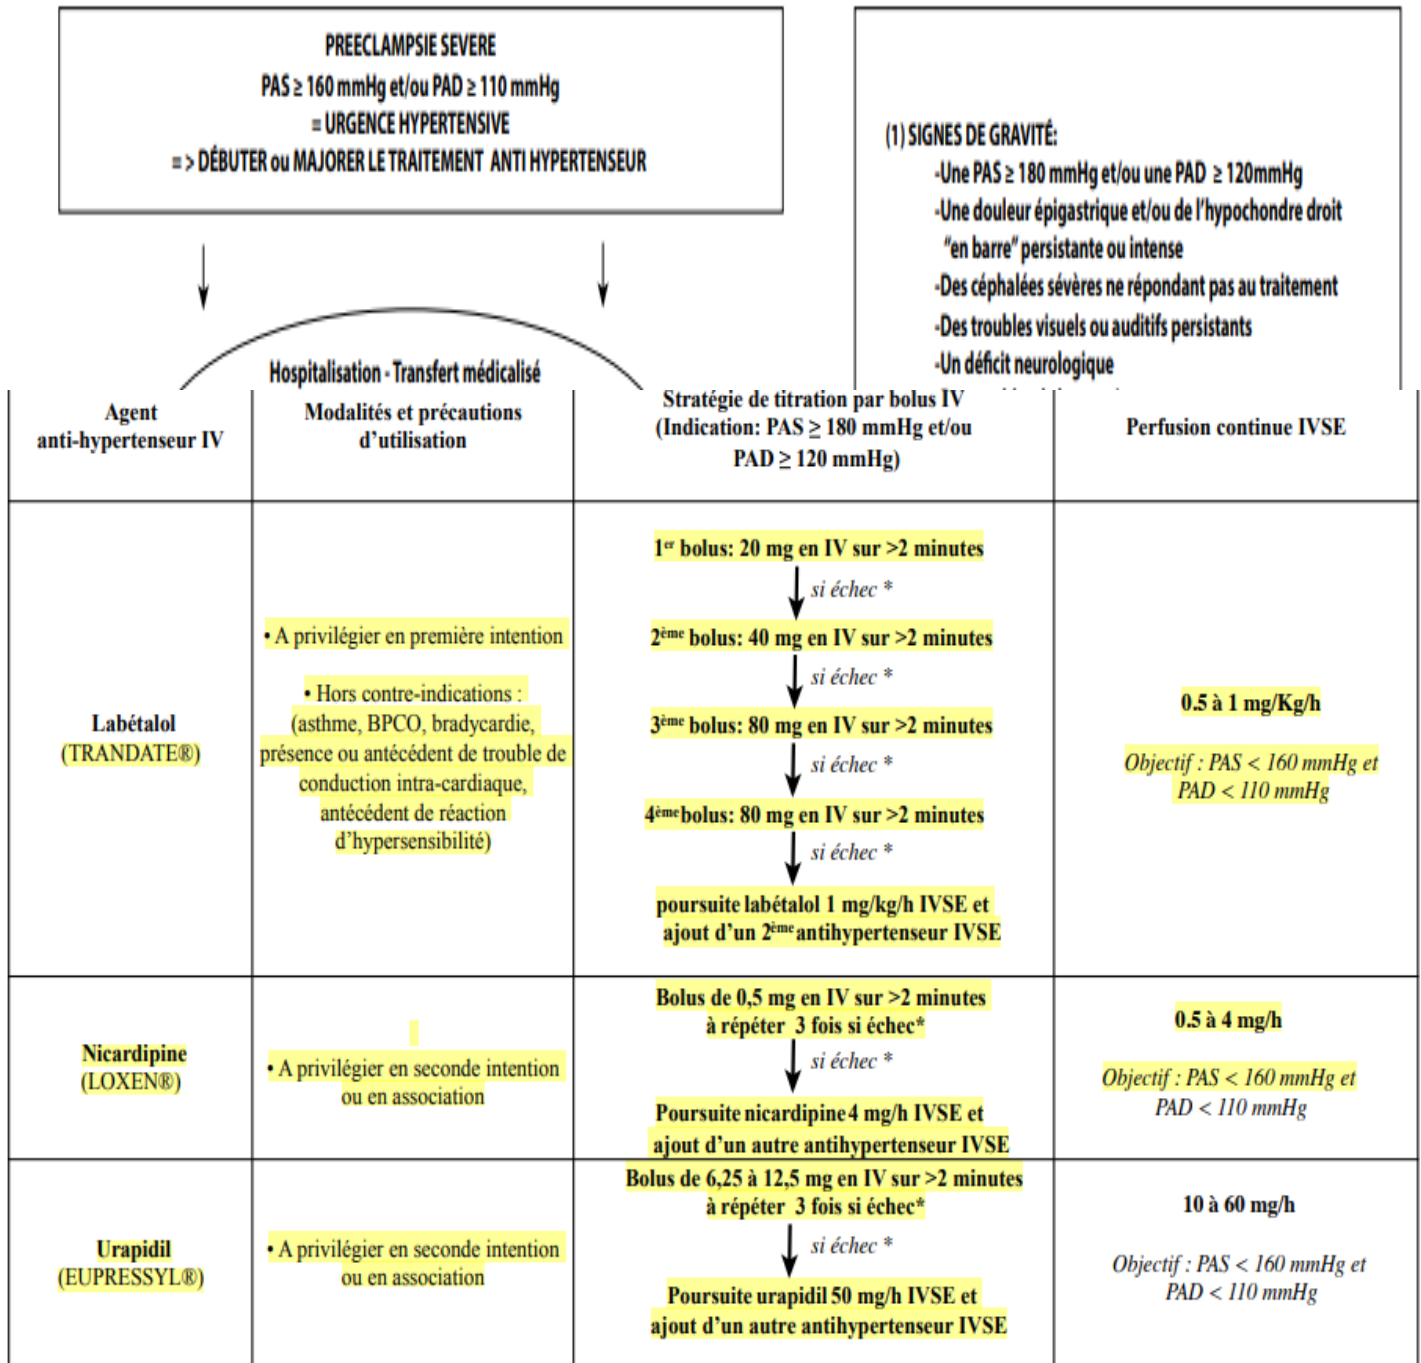 PREECLAMPSIE SEVERE
PAS ≥ 160 mmHg et/ou PAD ≥ 110 mmHg
≡ URGENCE HYPERTENSIVE
≡ > DÉBUTER ou MAJORER LE TRAITEMENT ANTI HYPERTENSEUR
Hospitalisation - Transfert médicalisé
(1) SIGNES DE GRAVITÉ:
-Une PAS ≥ 180 mmHg et/ou une PAD ≥ 120mmHg
-Une douleur épigastrique et/ou de l'hypochondre droit
“en barre” persistante ou intense
-Des céphalées sévères ne répondant pas au traitement
-Des troubles visuels ou auditifs persistants
-Un déficit neurologique
Agent
anti-hypertenseur IV
Modalités et précautions
d’utilisation
Stratégie de titration par bolus IV
(Indication: PAS ≥ 180 mmHg et/ou
PAD ≥ 120 mmHg)
Perfusion continue IVSE
Labétalol
(TRANDATE®)
• A privilégier en première intention
• Hors contre-indications :
(asthme, BPCO, bradycardie,
présence ou antécédent de trouble de
conduction intra-cardiaque,
antécédent de réaction
d’hypersensibilité)
1er bolus: 20 mg en IV sur >2 minutes
si échec *
2ème bolus: 40 mg en IV sur >2 minutes
si échec *
3ème bolus: 80 mg en IV sur >2 minutes
si échec *
4ème bolus: 80 mg en IV sur >2 minutes
si échec *
poursuite labétalol 1 mg/kg/h IVSE et
ajout d’un 2ème antihypertenseur IVSE
0.5 à 1 mg/Kg/h
Objectif : PAS < 160 mmHg et
PAD < 110 mmHg
Nicardipine
(LOXEN®)
• A privilégier en seconde intention
ou en association
Bolus de 0,5 mg en IV sur >2 minutes
à répéter 3 fois si échec*
si échec *
Poursuite nicardipine 4 mg/h IVSE et
ajout d’un autre antihypertenseur IVSE
0.5 à 4 mg/h
Objectif : PAS < 160 mmHg et
PAD < 110 mmHg
Urapidil
(EUPRESSYL®)
• A privilégier en seconde intention
ou en association
Bolus de 6,25 à 12,5 mg en IV sur >2 minutes
à répéter 3 fois si échec*
si échec *
Poursuite urapidil 50 mg/h IVSE et
ajout d’un autre antihypertenseur IVSE
10 à 60 mg/h
Objectif : PAS < 160 mmHg et
PAD < 110 mmHg